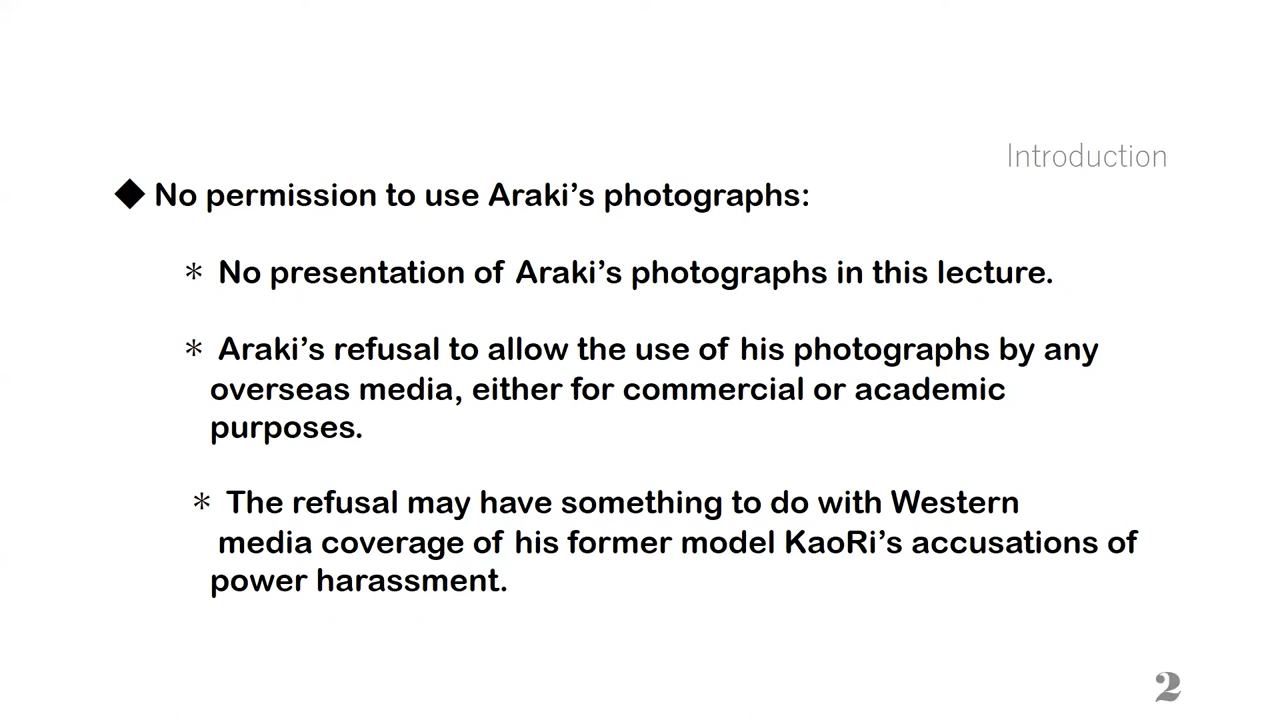 Introduction
◆ No permission to use Araki’s photographs:
* No presentation of Araki’s photographs in this lecture.
* Araki’s refusal to allow the use of his photographs by any
overseas media, either for commercial or academic
purposes.
* The refusal may have something to do with Western
media coverage of his former model KaoRi’s accusations of
power harassment.
2